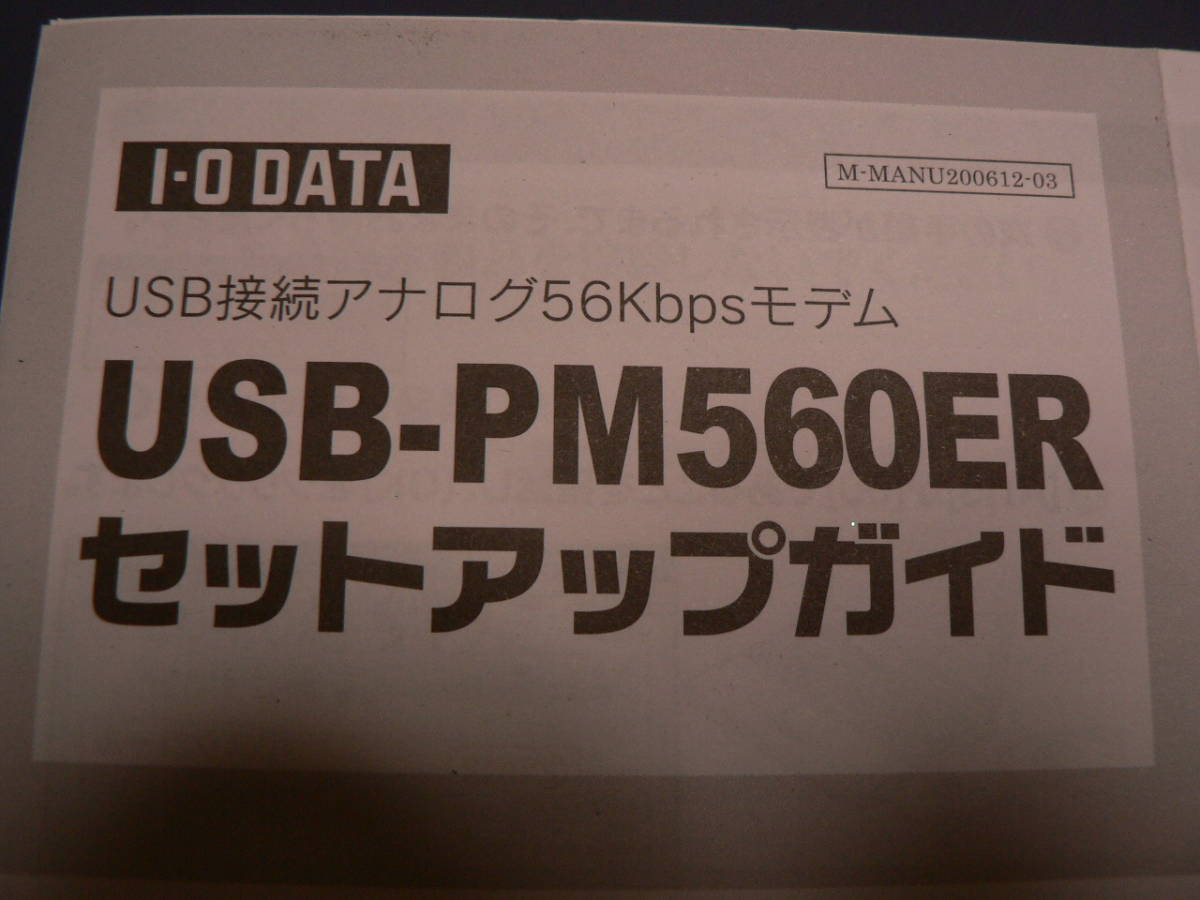 I-O DATA
M-MANU200612-03
USB接続アナログ56Kbpsモデム
USB-PM560ER
セットアップガイド